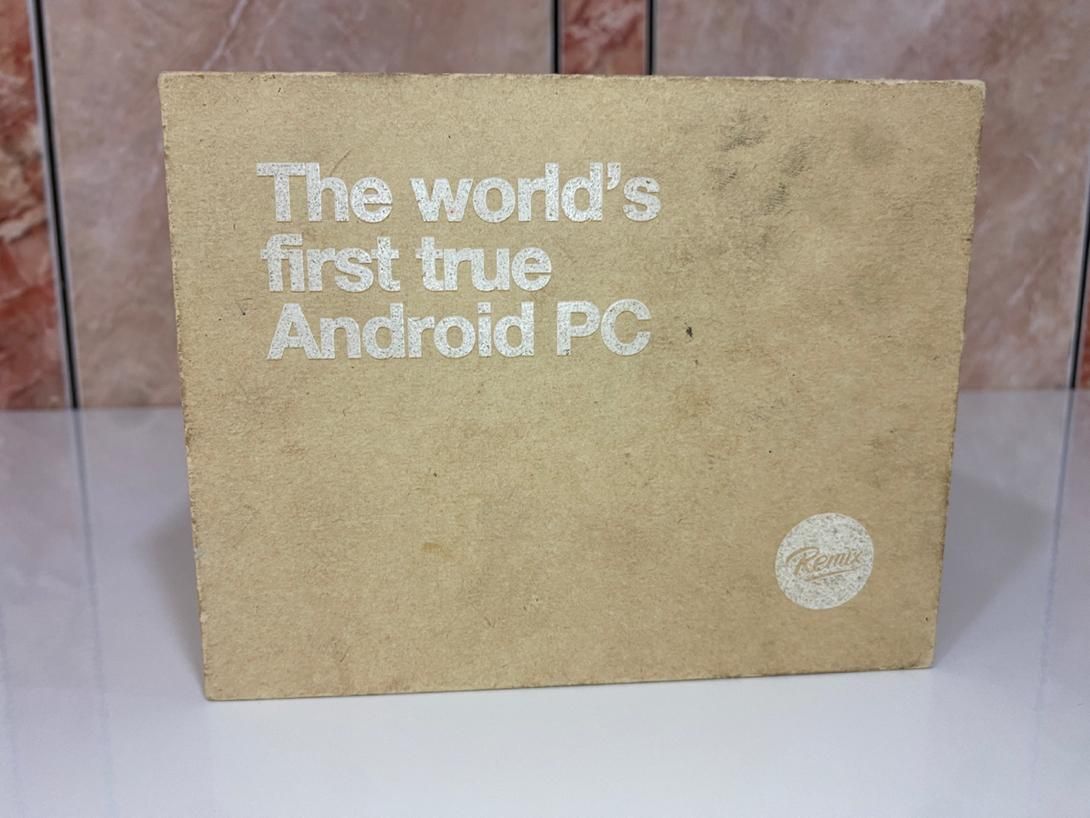 The world’s
first true
Android PC
Remix